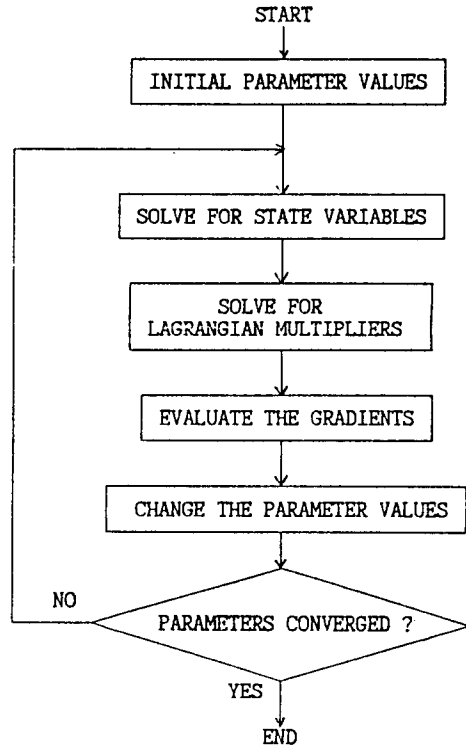 START
INITIAL PARAMETER VALUES
SOLVE FOR STATE VARIABLES
SOLVE FOR
LAGRANGIAN MULTIPLIERS
EVALUATE THE GRADIENTS
CHANGE THE PARAMETER VALUES
NO
PARAMETERS CONVERGED ?
YES
END